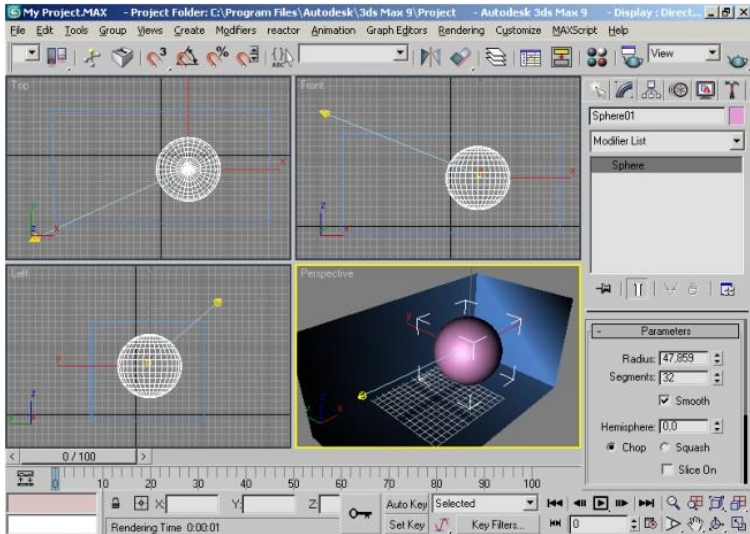 My Project.MAX - Project Folder: C:\Program Files\Autodesk\3ds Max 9\Project - Autodesk 3ds Max 9 - Display : Direct...
File Edit Tools Group Views Create Modifiers reactor Animation Graph Editors Rendering Customize MAXScript Help
View
Top
Front
Left
Perspective
x
z
y
Sphere01
Modifier List
Sphere
Parameters
Radius: 47,859
Segments: 32
Smooth
Hemisphere: 0,0
Chop Squash
Slice On
0 / 100
0 10 20 30 40 50 60 70 80 90 100
X: Y: Z:
Auto Key Selected
Rendering Time 0:00:01
Set Key Key Filters...
0